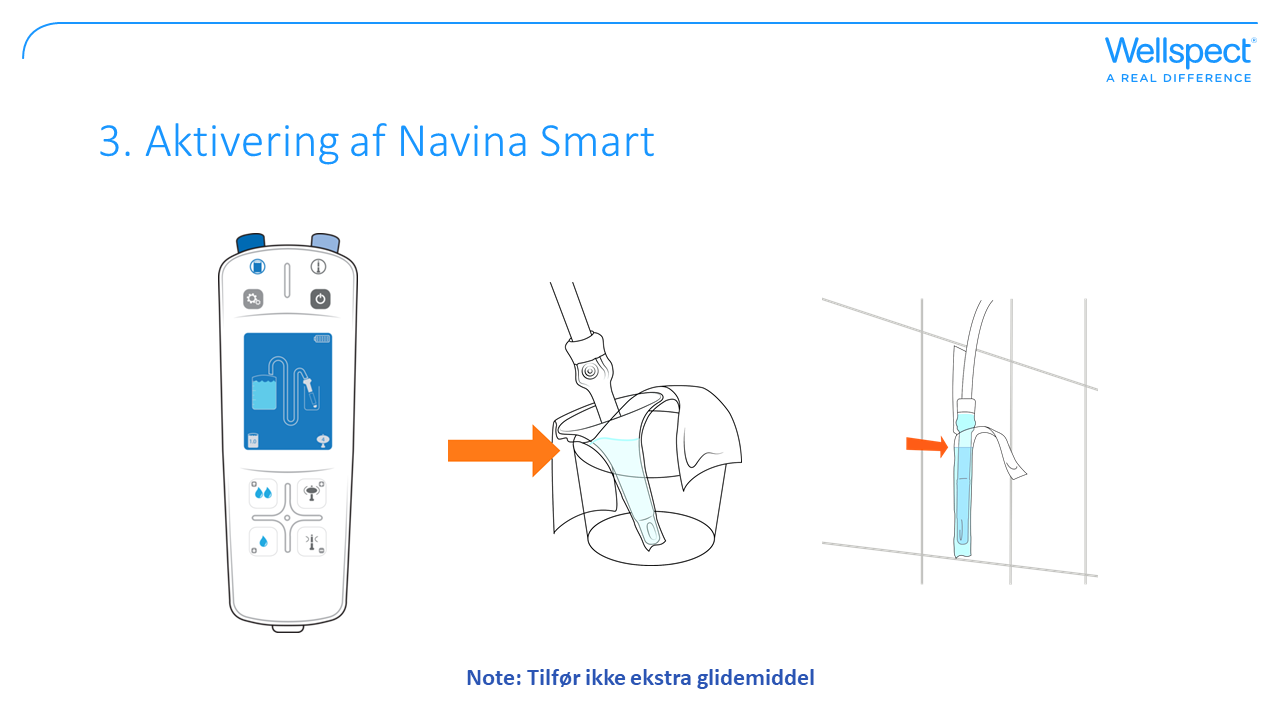 Wellspect®
A REAL DIFFERENCE
3. Aktivering af Navina Smart
Note: Tilfør ikke ekstra glidemiddel